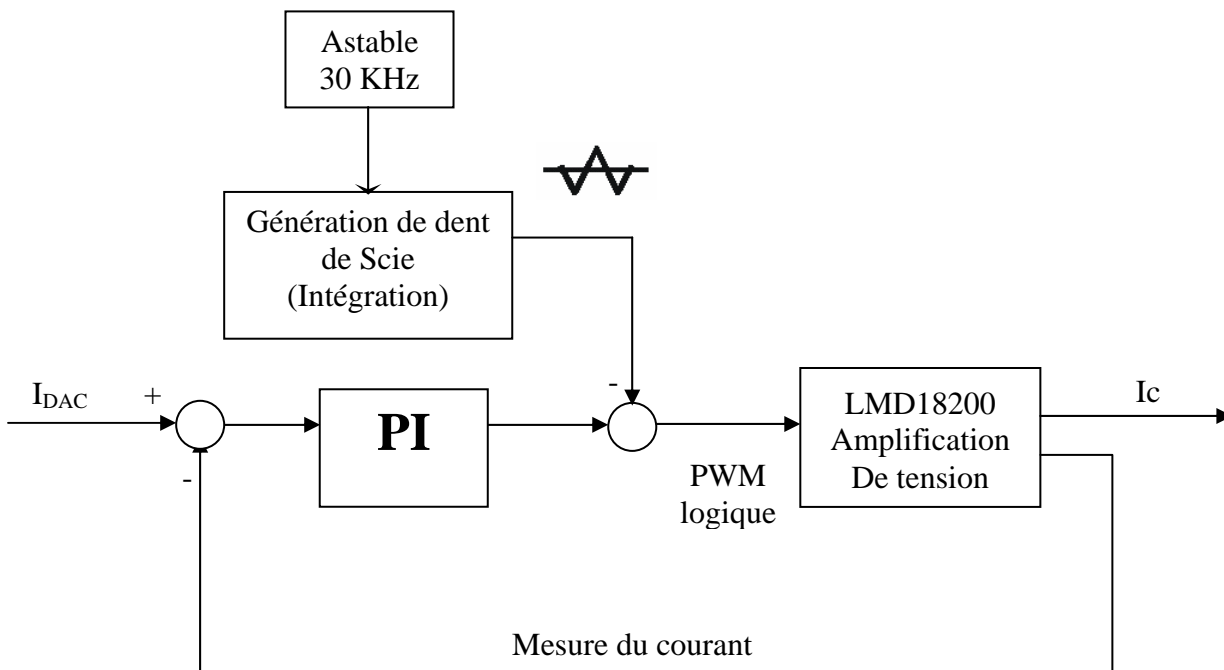 Astable
30 KHz
Génération de dent
de Scie
(Intégration)
-
I_DAC
+
-
PI
PWM
logique
LMD18200
Amplification
De tension
Ic
Mesure du courant